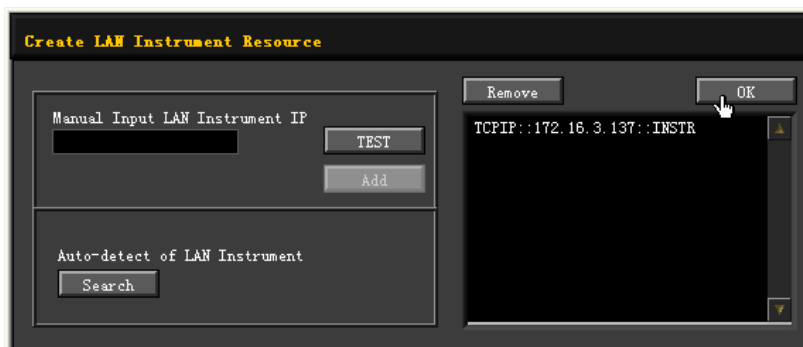 Create LAN Instrument Resource
Manual Input LAN Instrument IP
TEST
Add
Auto-detect of LAN Instrument
Search
Remove
OK
TCPIP::172.16.3.137::INSTR